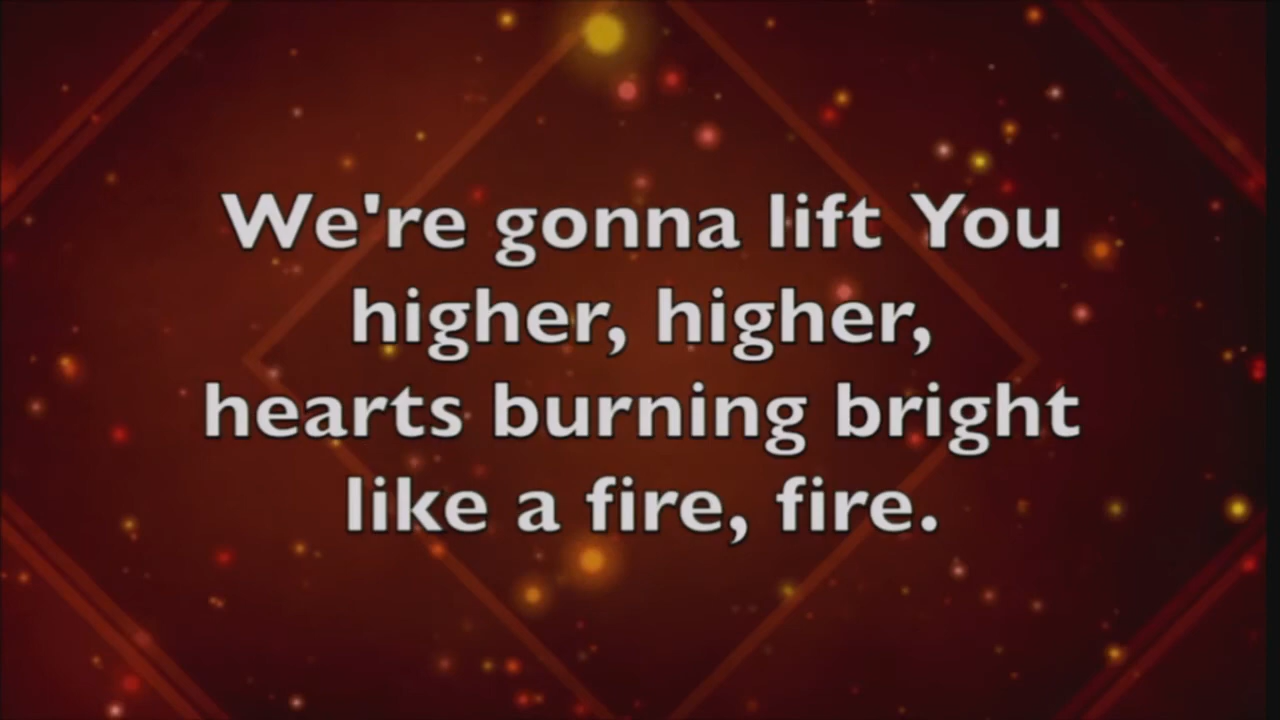 We're gonna lift You
higher, higher,
hearts burning bright
like a fire, fire.